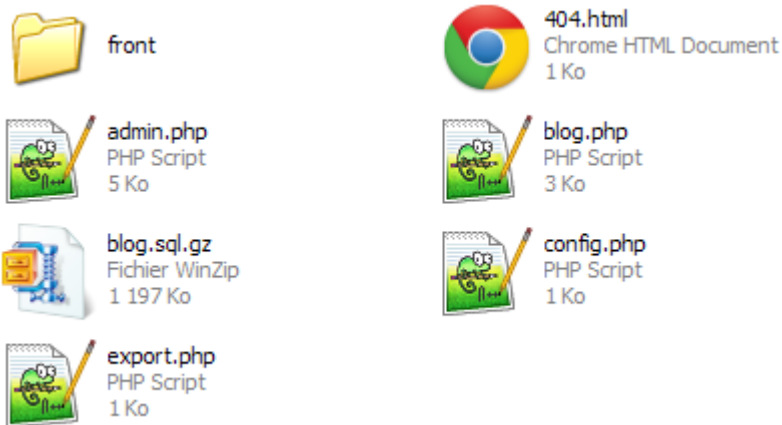 front
404.html
Chrome HTML Document
1 Ko
admin.php
PHP Script
5 Ko
blog.php
PHP Script
3 Ko
blog.sql.gz
Fichier WinZip
1 197 Ko
config.php
PHP Script
1 Ko
export.php
PHP Script
1 Ko